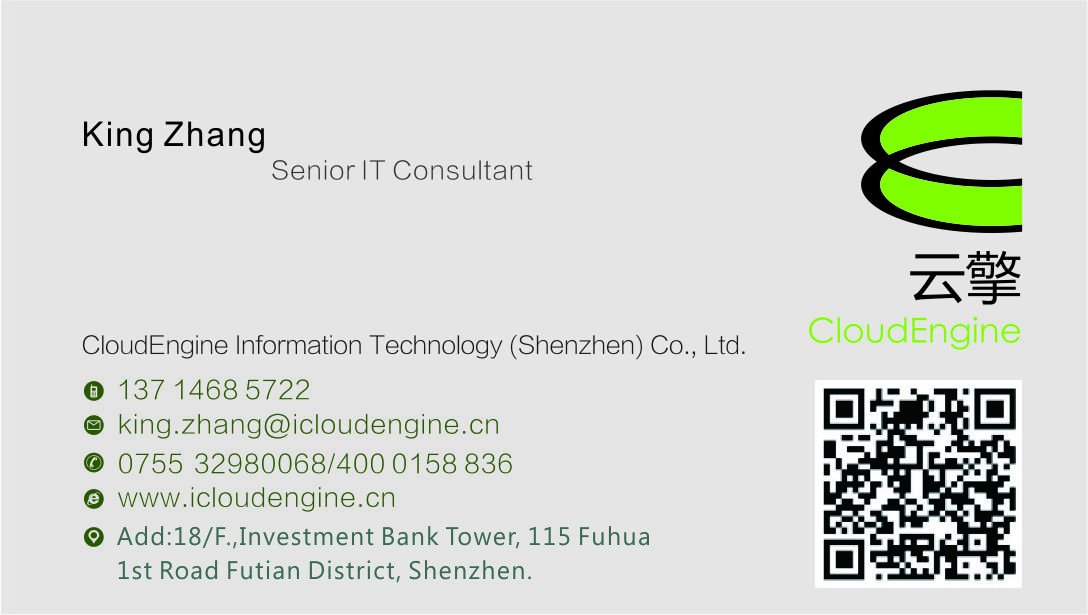 King Zhang
Senior IT Consultant
云擎
CloudEngine
CloudEngine Information Technology (Shenzhen) Co., Ltd.
137 1468 5722
king.zhang@icloudengine.cn
0755 32980068/400 0158 836
www.icloudengine.cn
Add:18/F.,Investment Bank Tower, 115 Fuhua
1st Road Futian District, Shenzhen.